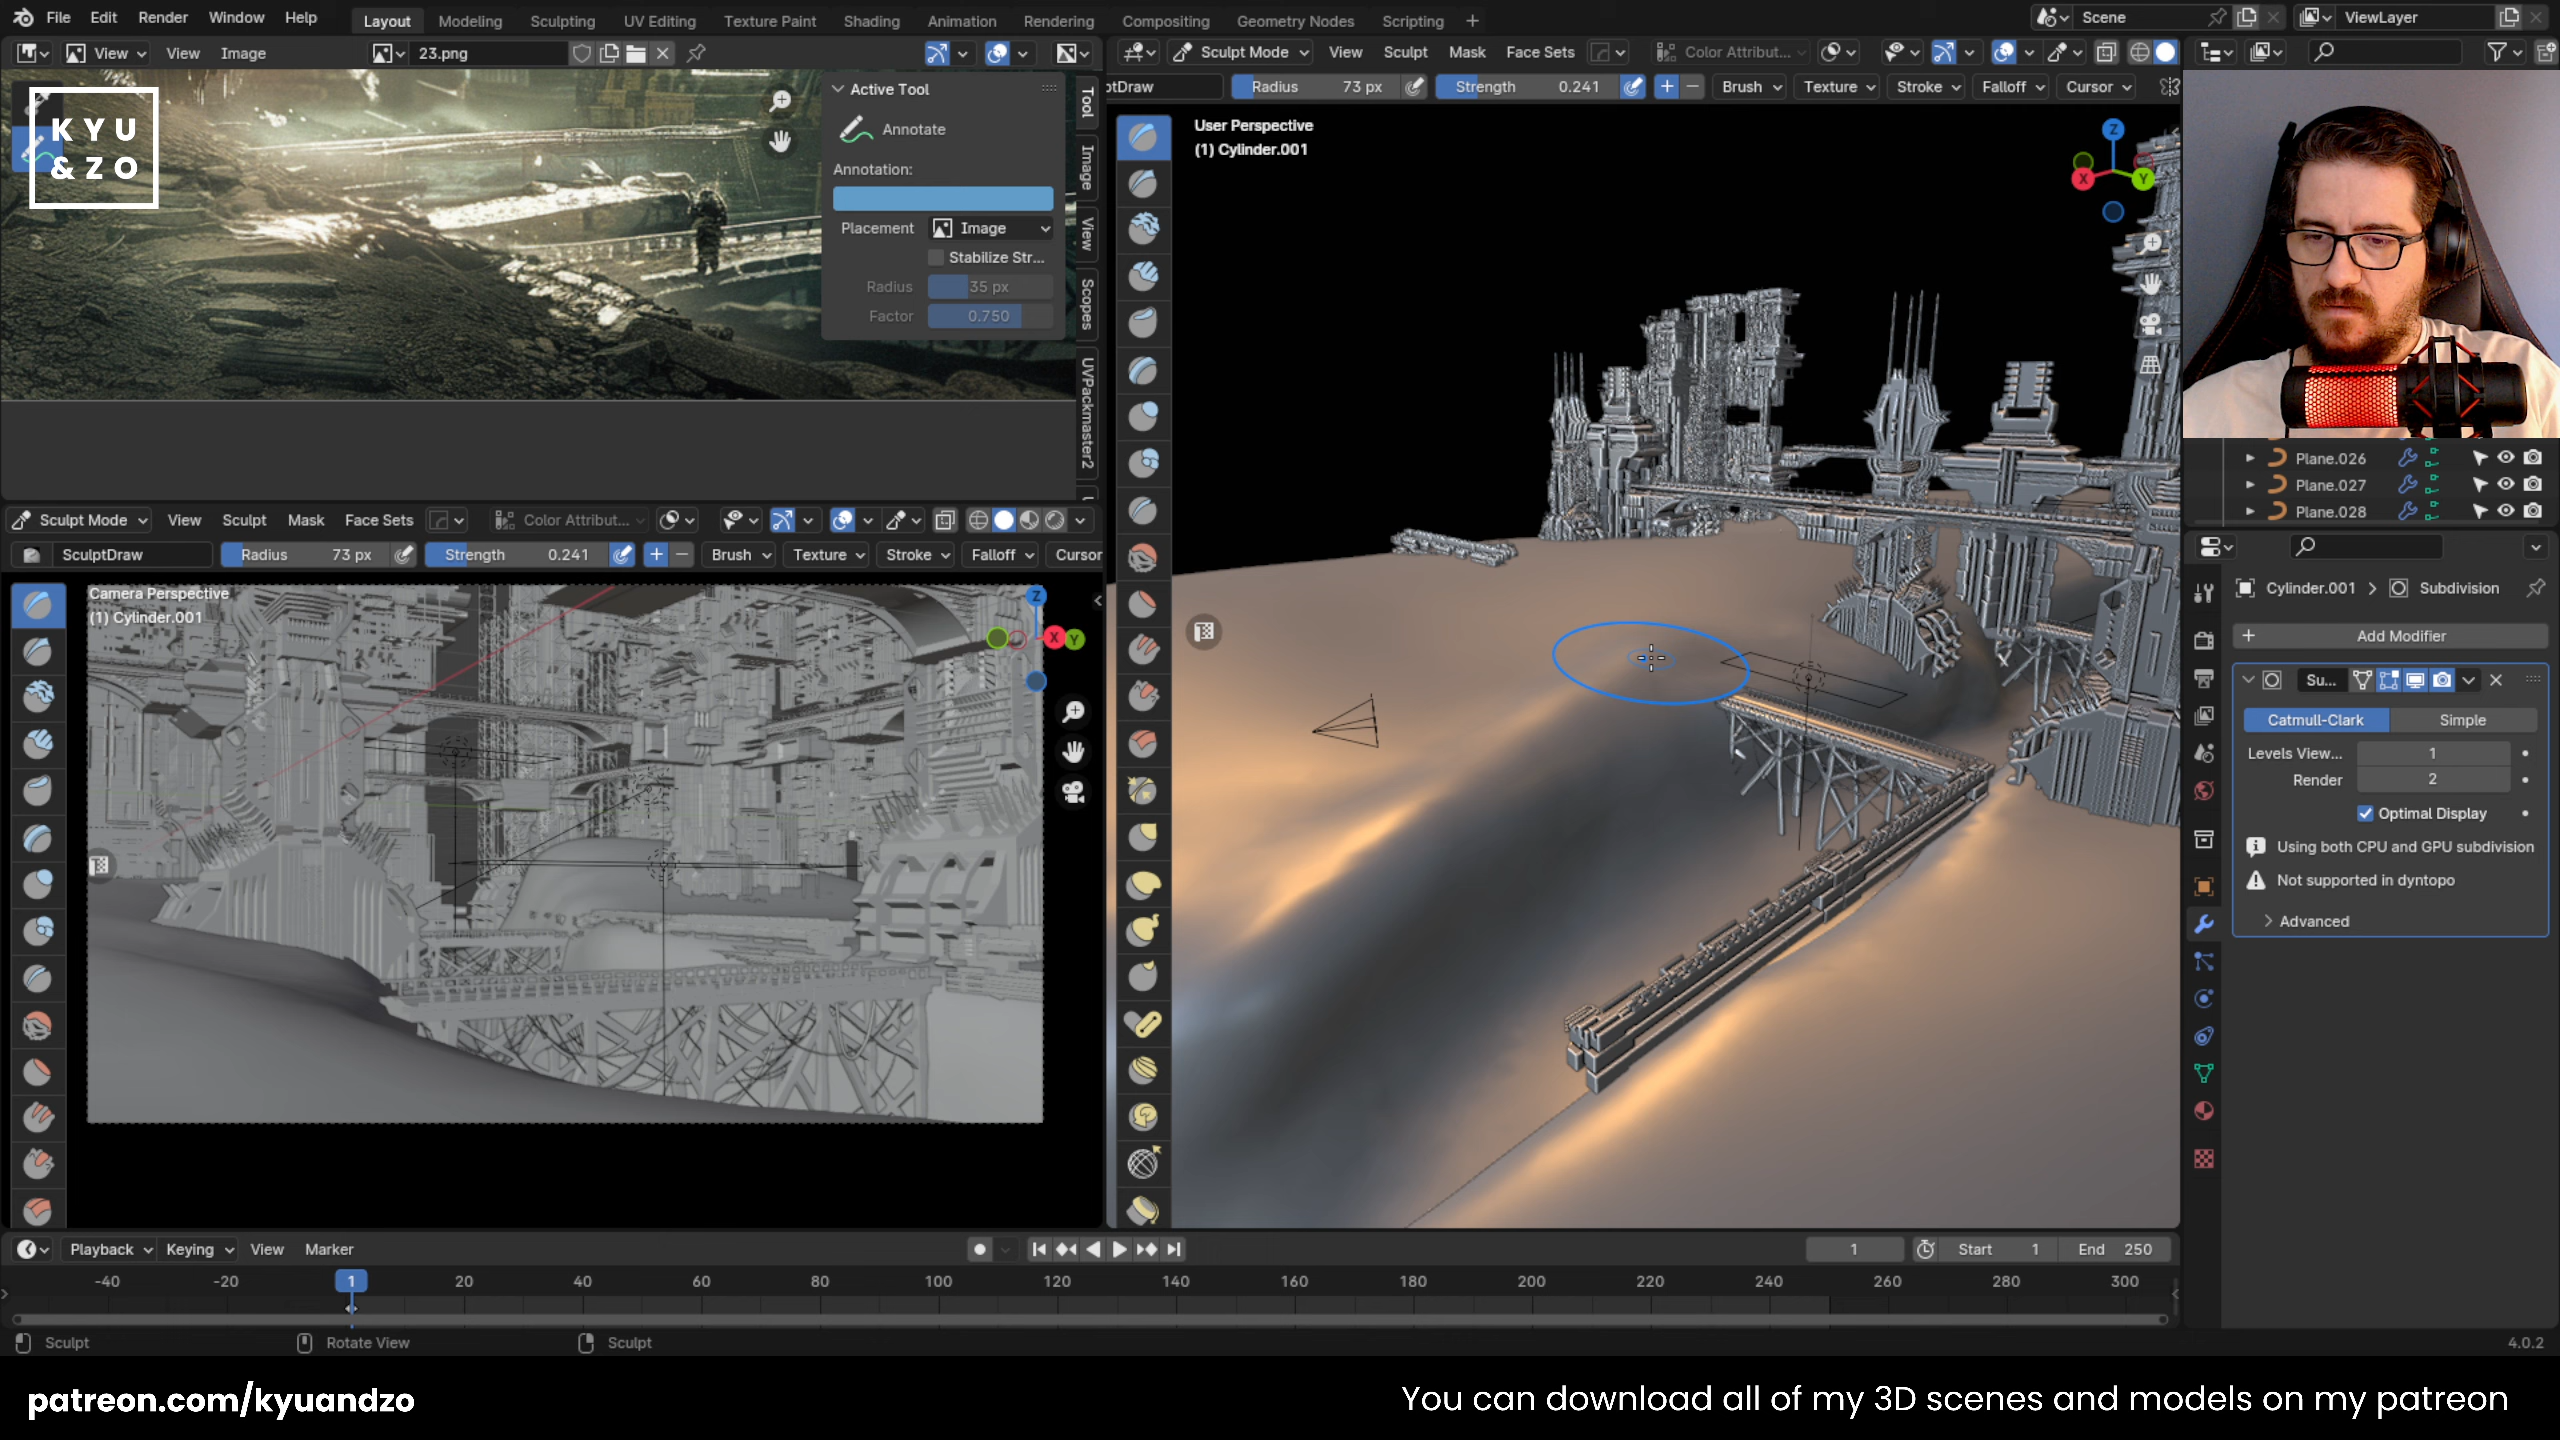 File Edit Render Window Help Layout Modeling Sculpting UV Editing Texture Paint Shading Animation Rendering Compositing Geometry Nodes Scripting + Scene ViewLayer
View View Image 23.png
KYU
&ZO
Active Tool
Annotate
Annotation:
Placement Image
Stabilize Str...
Radius 35 px
Factor 0.750
Tool
Image
View
Scopes
UVPackmaster2
Sculpt Mode View Sculpt Mask Face Sets Color Attribut...
SculptDraw Radius 73 px Strength 0.241 Brush Texture Stroke Falloff Cursor
Camera Perspective
(1) Cylinder.001
Z
X Y
Sculpt Mode View Sculpt Mask Face Sets Color Attribut...
ptDraw Radius 73 px Strength 0.241 Brush Texture Stroke Falloff Cursor
User Perspective
(1) Cylinder.001
Z
X Y
Plane.026
Plane.027
Plane.028
Cylinder.001 > Subdivision
+ Add Modifier
Su...
Catmull-Clark Simple
Levels View... 1
Render 2
Optimal Display
Using both CPU and GPU subdivision
Not supported in dyntopo
Advanced
Playback Keying View Marker 1 Start 1 End 250
-40 -20 1 20 40 60 80 100 120 140 160 180 200 220 240 260 280 300
Sculpt Rotate View Sculpt 4.0.2
patreon.com/kyuandzo
You can download all of my 3D scenes and models on my patreon